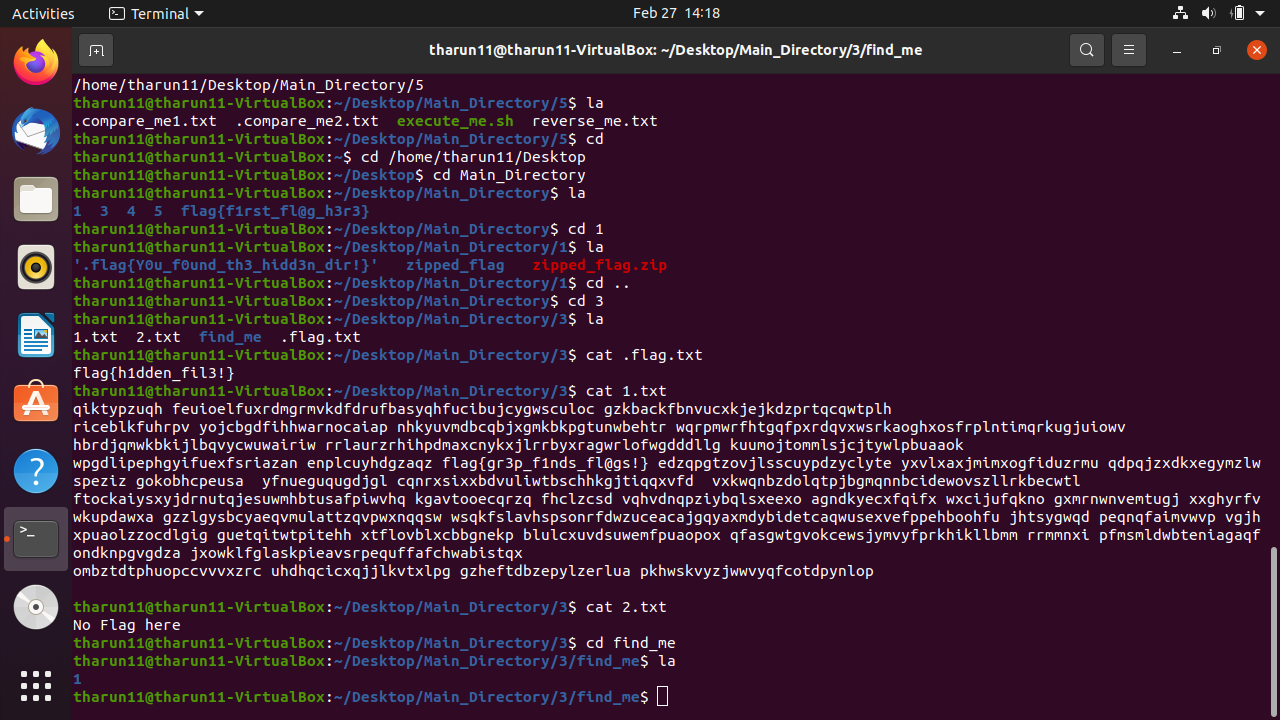 Activities
Terminal
Feb 27 14:18
tharun11@tharun11-VirtualBox: ~/Desktop/Main_Directory/3/find_me
/home/tharun11/Desktop/Main_Directory/5
tharun11@tharun11-VirtualBox:~/Desktop/Main_Directory/5$ la
.compare_me1.txt  .compare_me2.txt  execute_me.sh  reverse_me.txt
tharun11@tharun11-VirtualBox:~/Desktop/Main_Directory/5$ cd
tharun11@tharun11-VirtualBox:~$ cd /home/tharun11/Desktop
tharun11@tharun11-VirtualBox:~/Desktop$ cd Main_Directory
tharun11@tharun11-VirtualBox:~/Desktop/Main_Directory$ la
1  3  4  5  flag{f1rst_fl@g_h3r3}
tharun11@tharun11-VirtualBox:~/Desktop/Main_Directory$ cd 1
tharun11@tharun11-VirtualBox:~/Desktop/Main_Directory/1$ la
'.flag{Y0u_f0und_th3_hidd3n_dir!}'   zipped_flag   zipped_flag.zip
tharun11@tharun11-VirtualBox:~/Desktop/Main_Directory/1$ cd ..
tharun11@tharun11-VirtualBox:~/Desktop/Main_Directory$ cd 3
tharun11@tharun11-VirtualBox:~/Desktop/Main_Directory/3$ la
1.txt  2.txt  find_me  .flag.txt
tharun11@tharun11-VirtualBox:~/Desktop/Main_Directory/3$ cat .flag.txt
flag{h1dden_fil3!}
tharun11@tharun11-VirtualBox:~/Desktop/Main_Directory/3$ cat 1.txt
qiktypzuqh feuioelfuxrdmgrmvkdfdrufbasyqhfucibujcygwsculoc gzkbackfbnvucxkjejkdzprtqcqwtplh
riceblkfuhrpv yojcbgdfihhwarnocaiap nhkyuvmdbcqbjxgmkbkpgtunwbehtr wqrpmwrfhtgqfpxrdqvxwsrkaoghxosfrplntimqrkugjuiowv
hbrdjqmwkbkijlbqvycwuwairiw rrlaurzrhihpdmaxcnykxjlrrbyxragwrlofwgdddllg kuumojtommlsjcjtywlpbuaaok
wpgdlipephgyifuexfsriazan enplcuyhdgzaqz flag{gr3p_f1nds_fl@gs!} edzqpgtzovjlsscuypdzyclyte yxvlxaxjmimxogfiduzrmu qdpqjzxdkxegymzlw
speziz gokobhcpeusa  yfnueguqugdjgl cqnrxsixxbdvuliwtbschhkgjtiqqxvfd  vxkwqnbzdolqtpjbgmqnnbcidewovszllrkbecwtl
ftockaiysxyjdrnutqjesuwmhbtusafpiwvhq kgavtooecqrzq fhclzcsd vqhvdnqpziybqlsxeexo agndkyecxfqifx wxcijufqkno gxmrnwnvemtugj xxghyrfv
wkupdawxa gzzlgysbcyaeqvmulattzqvpwxnqqsw wsqkfslavhspsonrfdwzuceacajgqyaxmdybidetcaqwusexvefppehboohfu jhtsygwqd peqnqfaimvwvp vgjh
xpuaolzzocdlgig guetqitwtpitehh xtflovblxcbbgnekp blulcxuvdsuwemfpuaopox qfasgwtgvokcewsjymvyfprkhikllbmm rrmmnxi pfmsmldwbteniagaqf
ondknpgvgdza jxowklfglaskpieavsrpequffafchwabistqx
ombztdtphuopccvvvxzrc uhdhqcicxqjjlkvtxlpg gzheftdbzepylzerlua pkhwskvyzjwwvyqfcotdpynlop
tharun11@tharun11-VirtualBox:~/Desktop/Main_Directory/3$ cat 2.txt
No Flag here
tharun11@tharun11-VirtualBox:~/Desktop/Main_Directory/3$ cd find_me
tharun11@tharun11-VirtualBox:~/Desktop/Main_Directory/3/find_me$ la
1
tharun11@tharun11-VirtualBox:~/Desktop/Main_Directory/3/find_me$